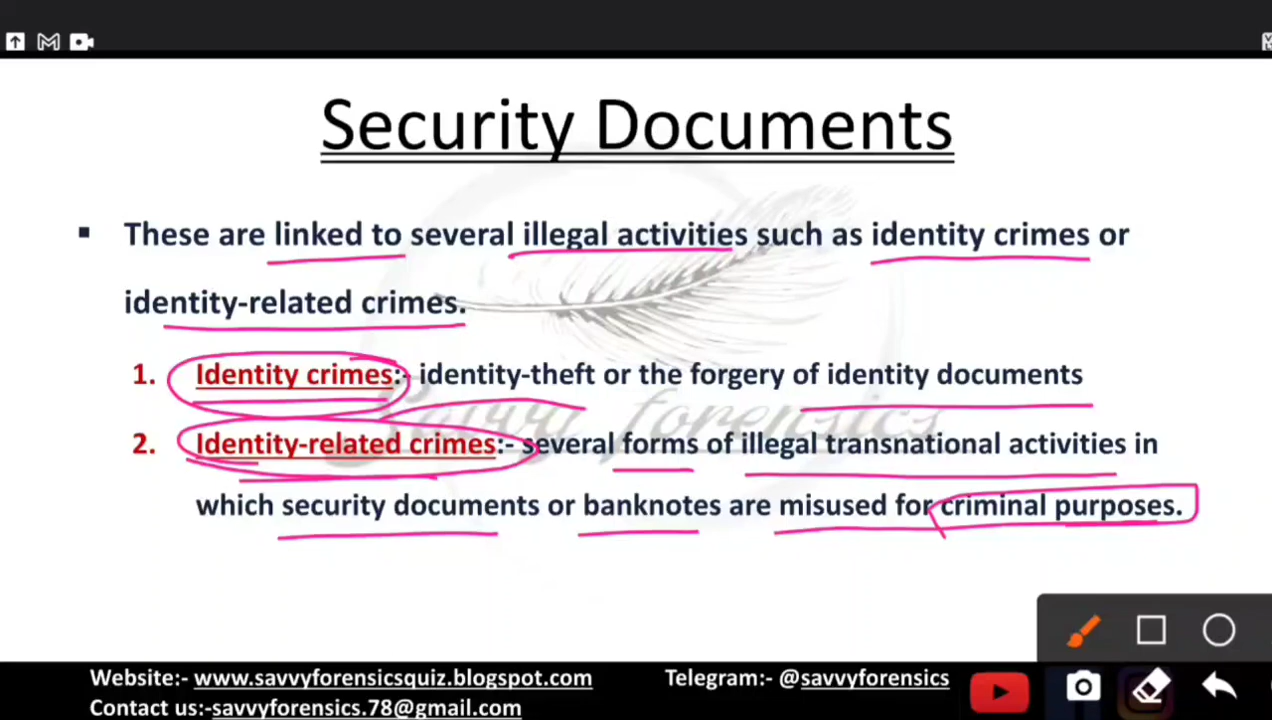 Security Documents
▪ These are linked to several illegal activities such as identity crimes or
identity-related crimes.
1. Identity crimes:- identity-theft or the forgery of identity documents
Savvy forensics
2. Identity-related crimes:- several forms of illegal transnational activities in
which security documents or banknotes are misused for criminal purposes.
Website:- www.savvyforensicsquiz.blogspot.com Telegram:- @savvyforensics
Contact us:-savvyforensics.78@gmail.com